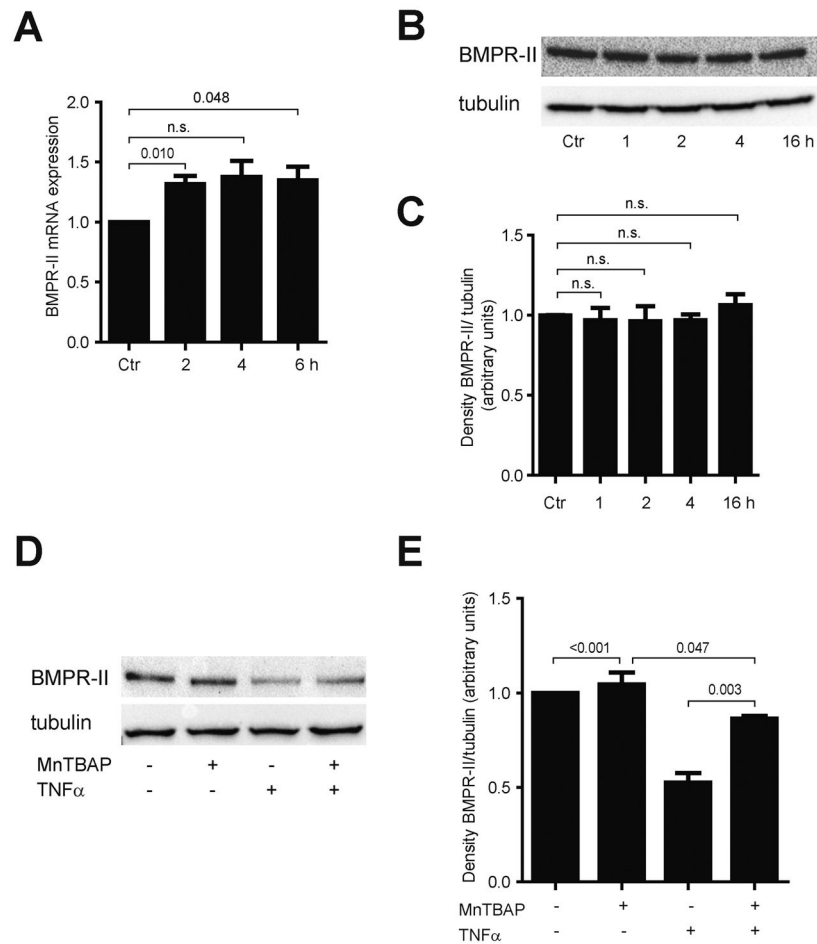 A
BMPR-II mRNA expression
2.0
1.5
1.0
0.5
0.0
0.048
n.s.
0.010
Ctr 2 4 6 h
B
BMPR-II
tubulin
Ctr 1 2 4 16 h
C
Density BMPR-II/ tubulin
(arbitrary units)
1.5
1.0
0.5
0.0
n.s.
n.s.
n.s.
n.s.
Ctr 1 2 4 16 h
D
BMPR-II
tubulin
MnTBAP - + - +
TNFα - - + +
E
Density BMPR-II/tubulin (arbitrary units)
1.5
1.0
0.5
0.0
<0.001 0.047
0.003
MnTBAP - + - +
TNFα - - + +